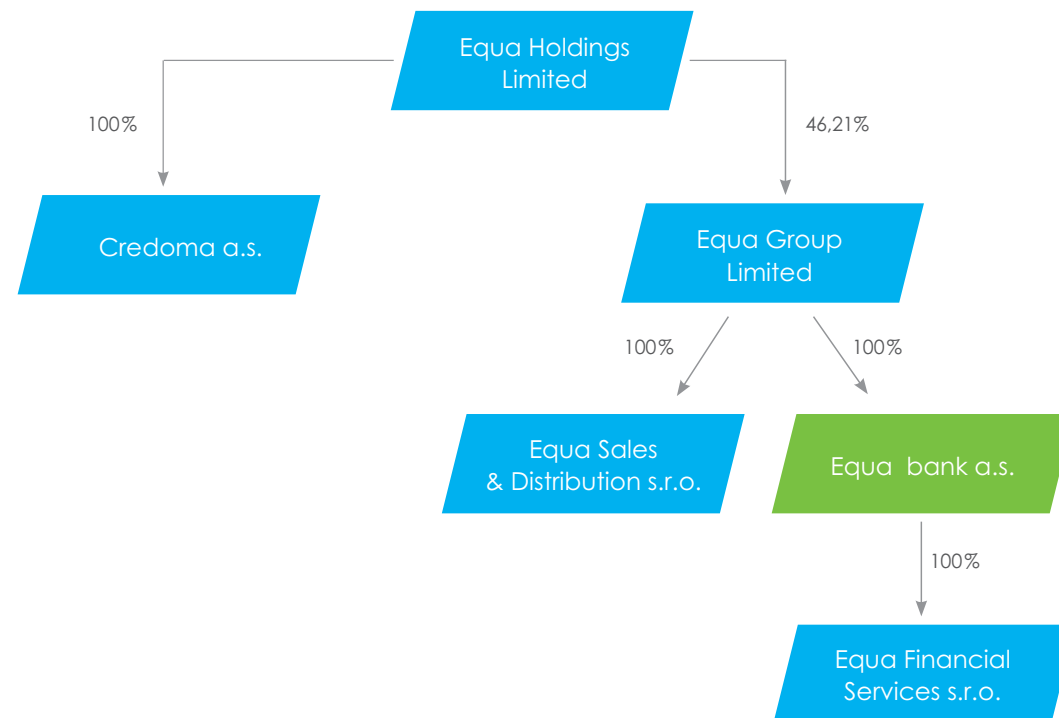 Equa Holdings
Limited
100%
46,21%
Credoma a.s.
Equa Group
Limited
100%
100%
Equa Sales
& Distribution s.r.o.
Equa bank a.s.
100%
Equa Financial
Services s.r.o.